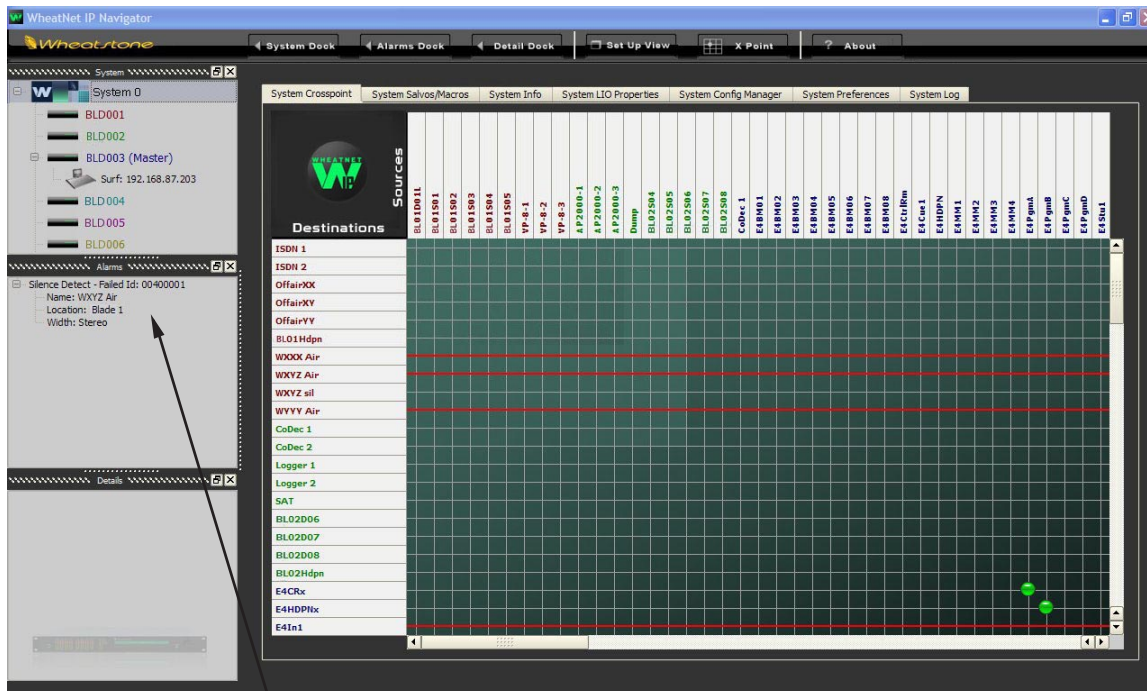 WheatNet IP Navigator
Wheatstone
System Dock
Alarms Dock
Detail Dock
Set Up View
X Point
? About
System
System 0
BLD001
BLD002
BLD003 (Master)
Surf: 192.168.87.203
BLD004
BLD005
BLD006
Alarms
Silence Detect - Failed Id: 00400001
Name: WXYZ Air
Location: Blade 1
Width: Stereo
Details
System Crosspoint
System Salvos/Macros
System Info
System LIO Properties
System Config Manager
System Preferences
System Log
WHEATNET
W IP
Sources
Destinations
BL01D01L
BL01S01
BL01S02
BL01S03
BL01S04
BL01S05
VP-8-1
VP-8-2
VP-8-3
AP2000-1
AP2000-2
AP2000-3
Dump
BL02S04
BL02S05
BL02S06
BL02S07
BL02S08
CoDec 1
E4BM01
E4BM02
E4BM03
E4BM04
E4BM05
E4BM06
E4BM07
E4BM08
E4CtrlRm
E4Cue1
E4HDPN
E4MM1
E4MM2
E4MM3
E4MM4
E4PgmA
E4PgmB
E4PgmC
E4PgmD
E4Stu1
ISDN 1
ISDN 2
OffairXX
OffairXY
OffairYY
BL01Hdpn
WXXX Air
WXYZ Air
WXYZ sil
WYYY Air
CoDec 1
CoDec 2
Logger 1
Logger 2
SAT
BL02D06
BL02D07
BL02D08
BL02Hdpn
E4CRx
E4HDPNx
E4In1